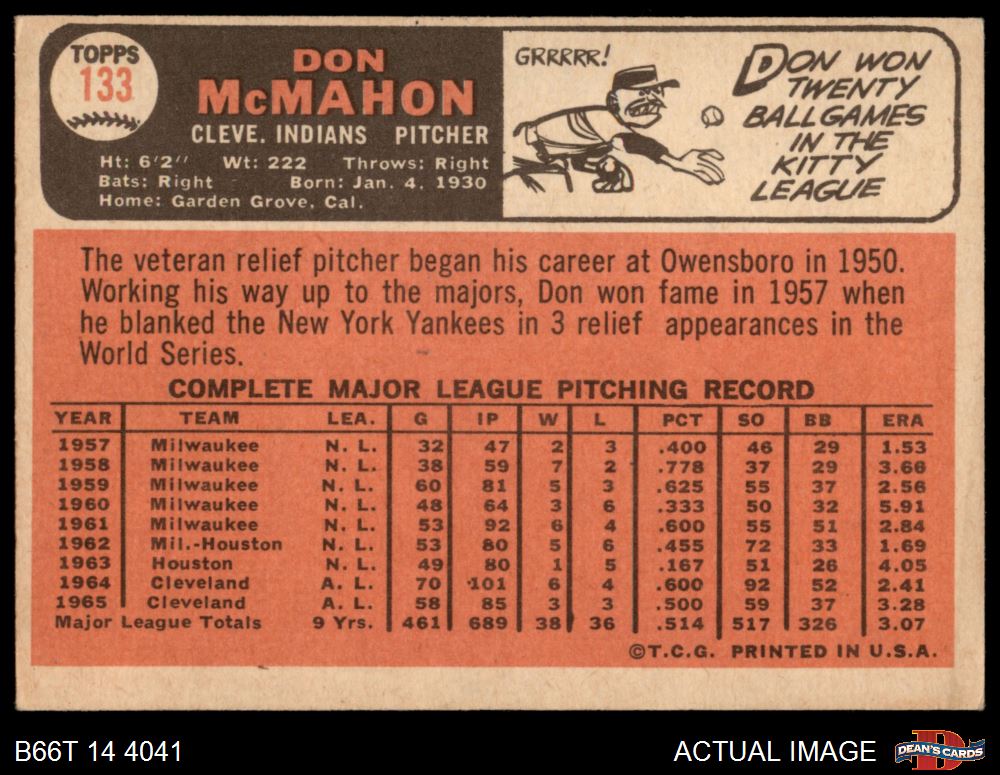 TOPPS
133
DON
McMAHON
CLEVE. INDIANS PITCHER
Ht: 6'2" Wt: 222 Throws: Right
Bats: Right Born: Jan. 4, 1930
Home: Garden Grove, Cal.
GRRRRR!
DON WON
TWENTY
BALLGAMES
IN THE
KITTY
LEAGUE
The veteran relief pitcher began his career at Owensboro in 1950.
Working his way up to the majors, Don won fame in 1957 when
he blanked the New York Yankees in 3 relief appearances in the
World Series.
COMPLETE MAJOR LEAGUE PITCHING RECORD
YEAR TEAM LEA. G IP W L PCT SO BB ERA
1957 Milwaukee N. L. 32 47 2 3 .400 46 29 1.53
1958 Milwaukee N. L. 38 59 7 2 .778 37 29 3.66
1959 Milwaukee N. L. 60 81 5 3 .625 55 37 2.56
1960 Milwaukee N. L. 48 64 3 6 .333 50 32 5.91
1961 Milwaukee N. L. 53 92 6 4 .600 55 51 2.84
1962 Mil.-Houston N. L. 53 80 5 6 .455 72 33 1.69
1963 Houston N. L. 49 80 1 5 .167 51 26 4.05
1964 Cleveland A. L. 70 101 6 4 .600 92 52 2.41
1965 Cleveland A. L. 58 85 3 3 .500 59 37 3.28
Major League Totals 9 Yrs. 461 689 38 36 .514 517 326 3.07
©T.C.G. PRINTED IN U.S.A.
B66T 14 4041
ACTUAL IMAGE
DEAN'S CARDS